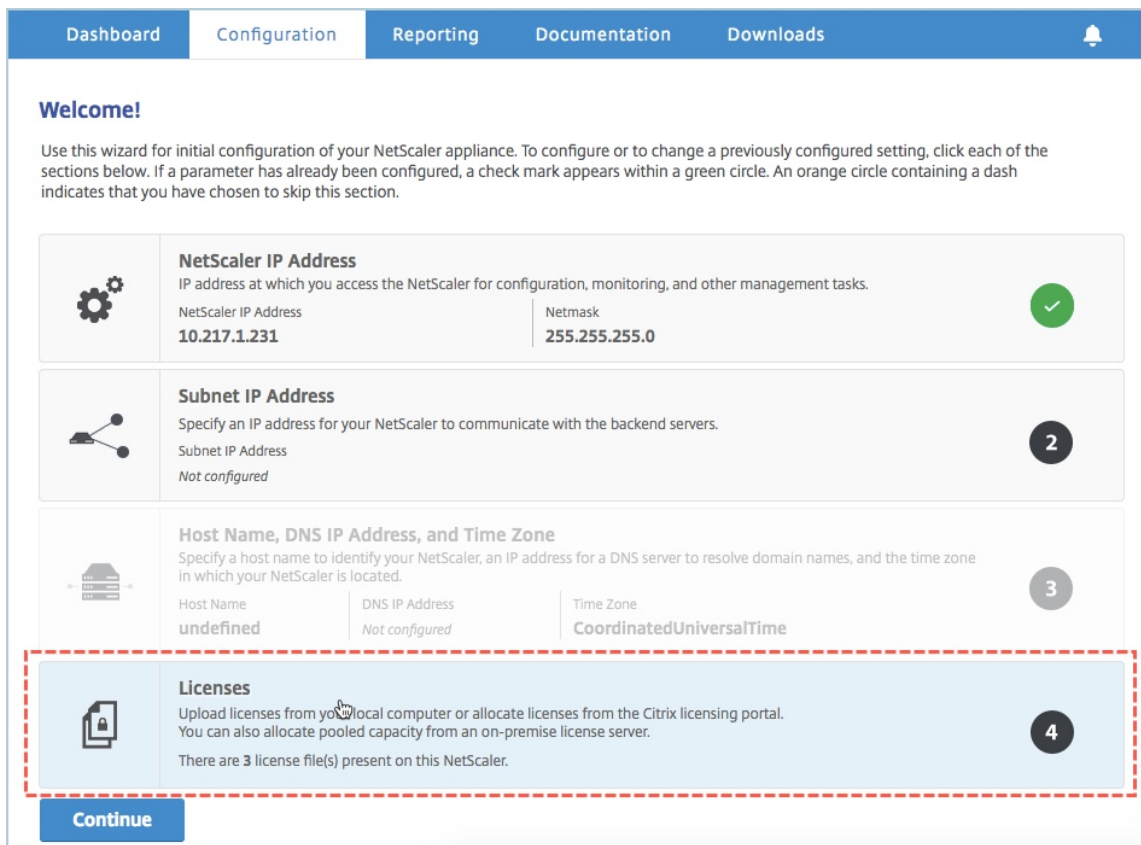 Dashboard Configuration Reporting Documentation Downloads
Welcome!
Use this wizard for initial configuration of your NetScaler appliance. To configure or to change a previously configured setting, click each of the
sections below. If a parameter has already been configured, a check mark appears within a green circle. An orange circle containing a dash
indicates that you have chosen to skip this section.
NetScaler IP Address
IP address at which you access the NetScaler for configuration, monitoring, and other management tasks.
NetScaler IP Address Netmask
10.217.1.231 255.255.255.0
Subnet IP Address
Specify an IP address for your NetScaler to communicate with the backend servers.
2
Subnet IP Address
Not configured
Host Name, DNS IP Address, and Time Zone
Specify a host name to identify your NetScaler, an IP address for a DNS server to resolve domain names, and the time zone
in which your NetScaler is located.
3
Host Name DNS IP Address Time Zone
undefined Not configured CoordinatedUniversalTime
Licenses
Upload licenses from your local computer or allocate licenses from the Citrix licensing portal.
You can also allocate pooled capacity from an on-premise license server.
4
There are 3 license file(s) present on this NetScaler.
Continue